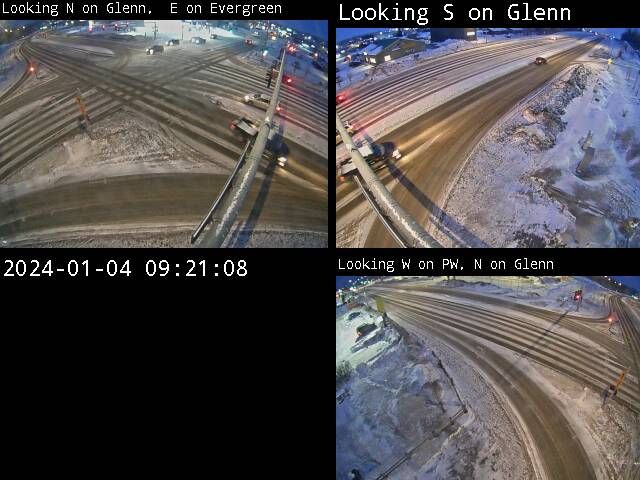 Looking N on Glenn,  E on Evergreen
Looking S on Glenn
2024-01-04 09:21:08
Looking W on PW, N on Glenn